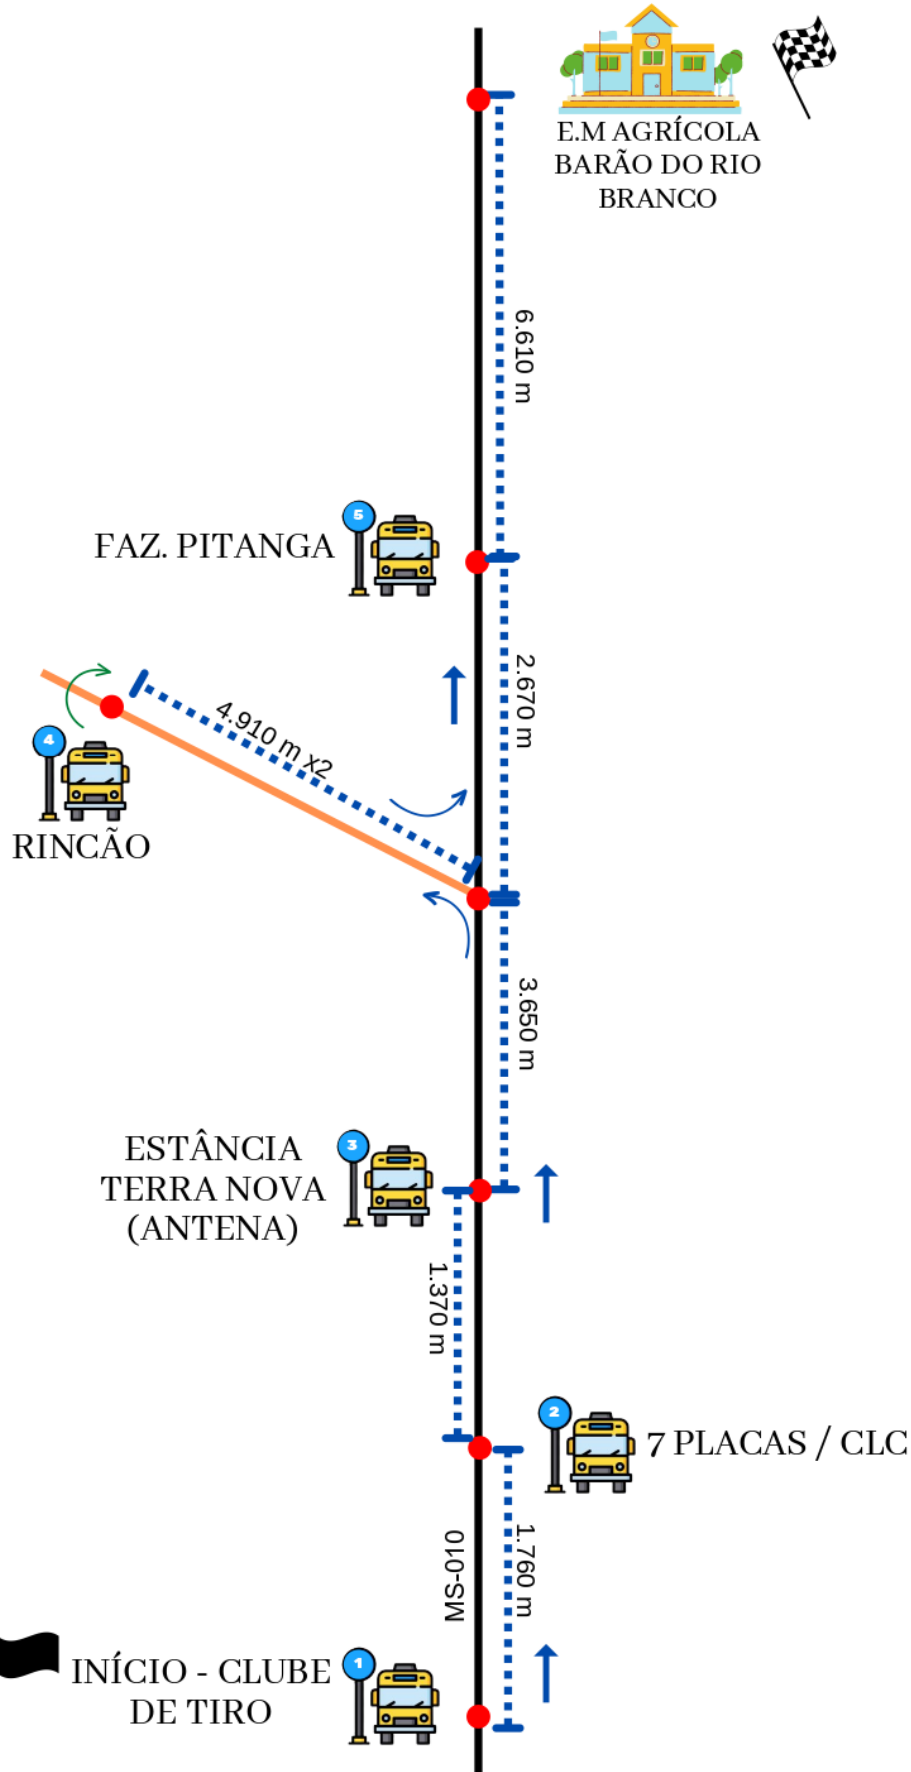 E.M AGRÍCOLA
BARÃO DO RIO
BRANCO
6.610 m
5
FAZ. PITANGA
2.670 m
4.910 m x2
4
RINCÃO
3.650 m
3
ESTÂNCIA
TERRA NOVA
(ANTENA)
1.370 m
2
7 PLACAS / CLC
MS-010
1.760 m
1
INÍCIO - CLUBE
DE TIRO